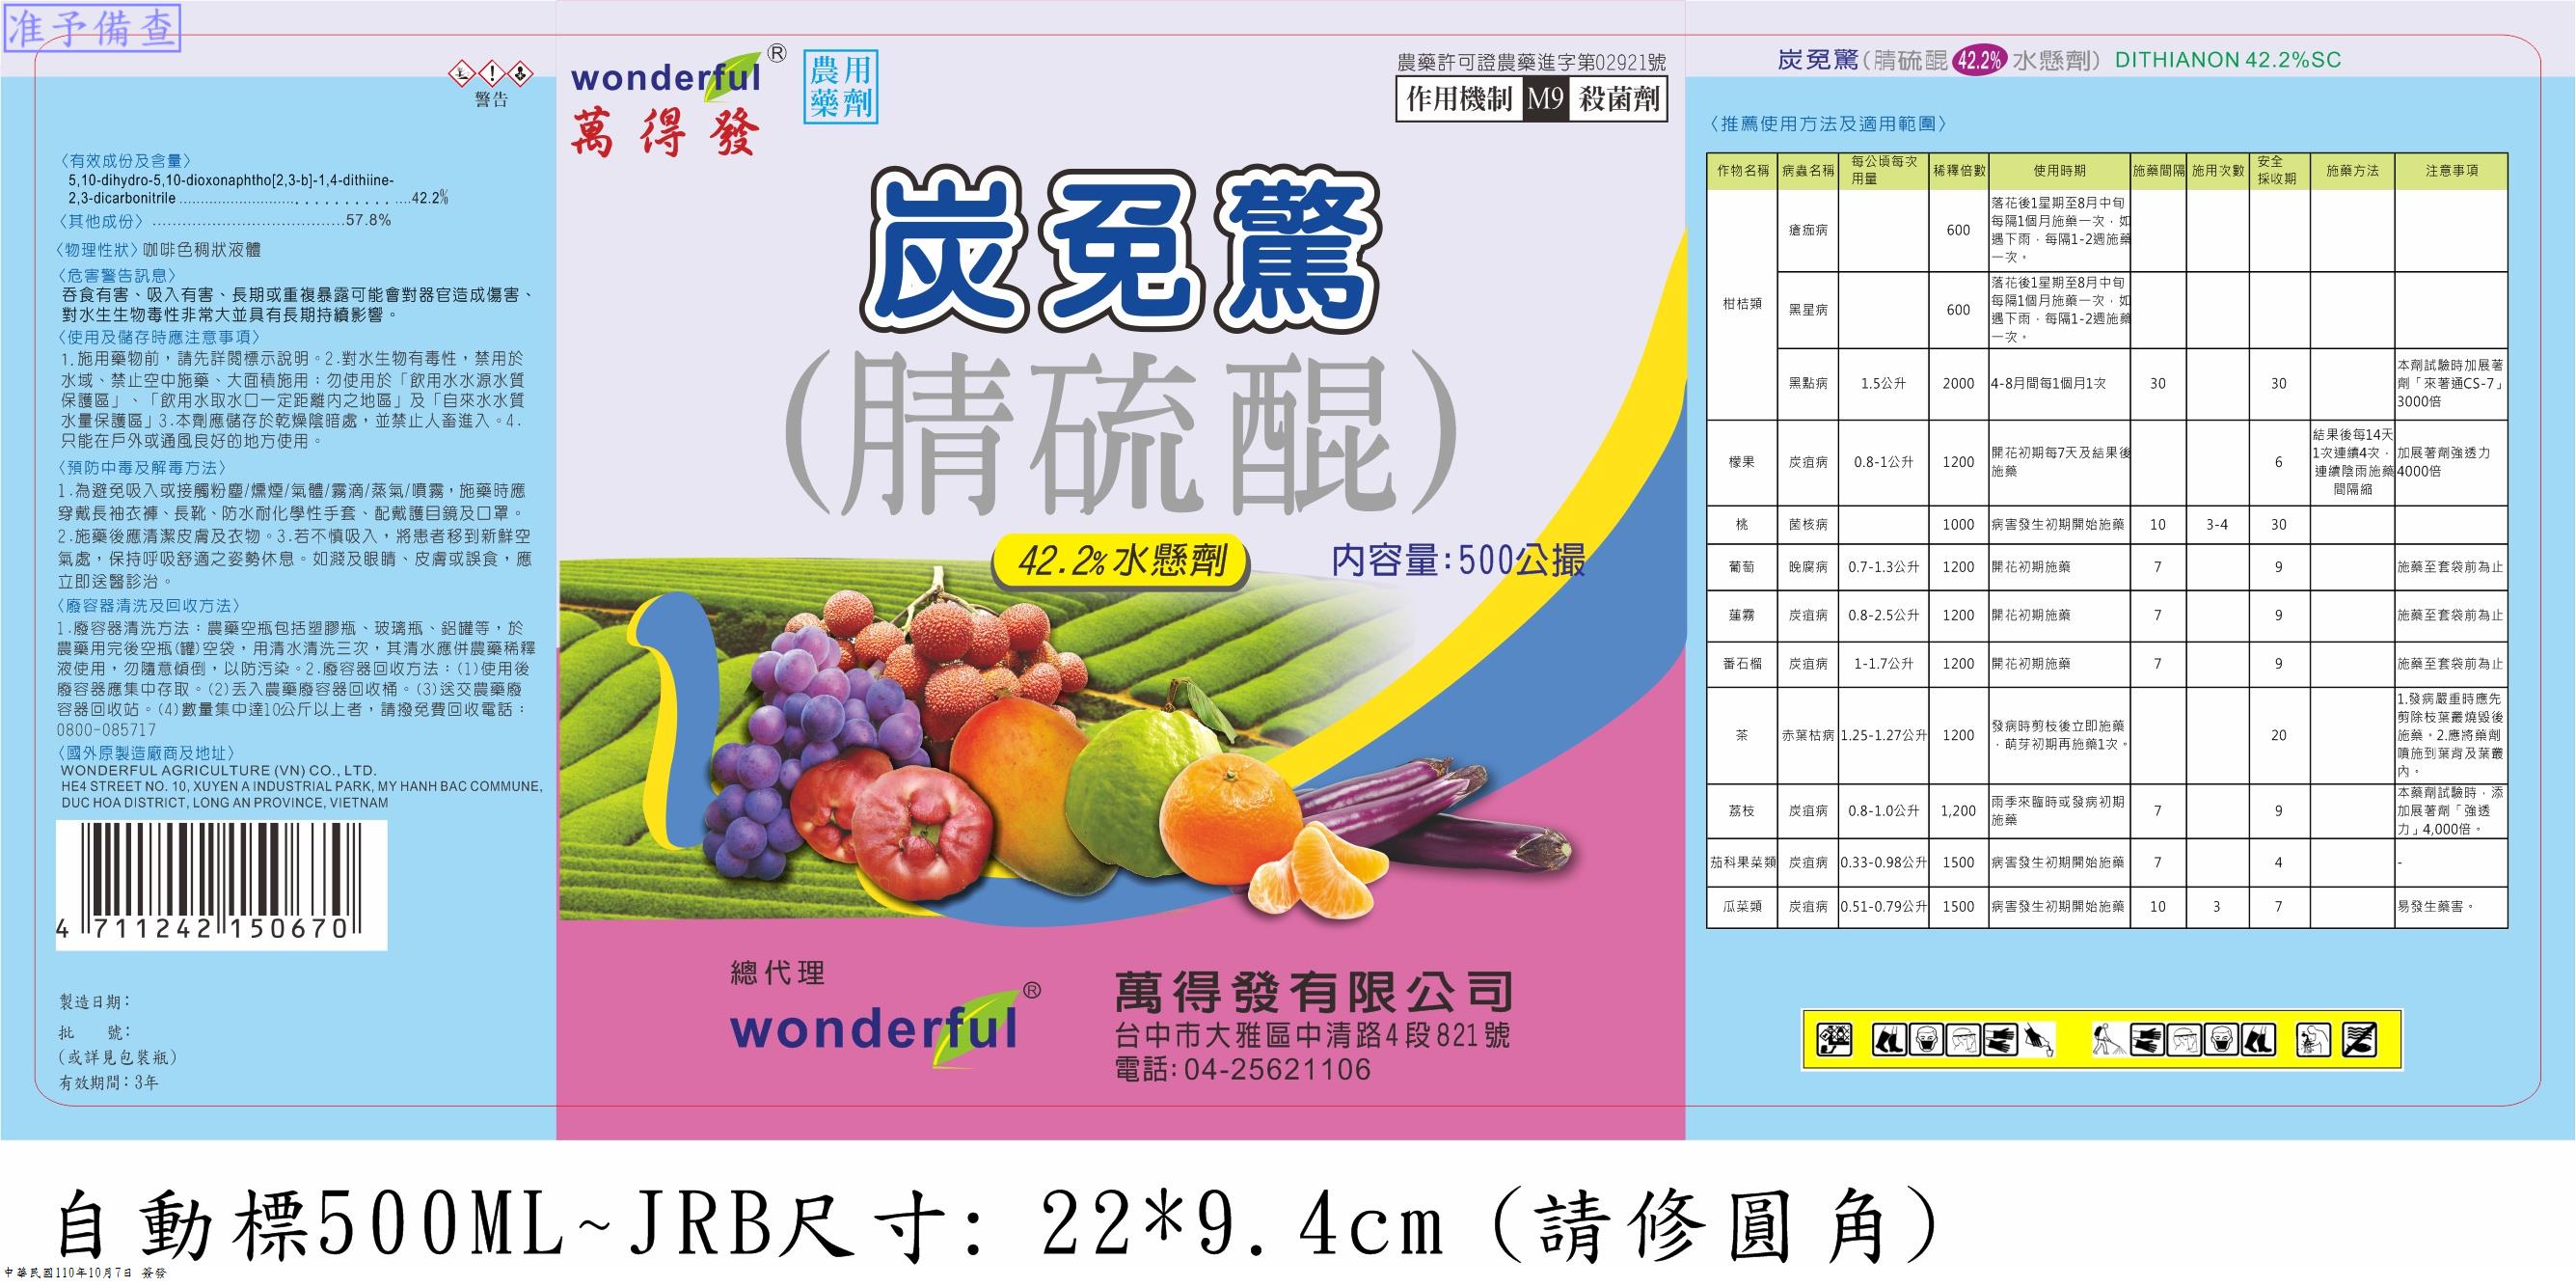 准予備查
警告
〈有效成份及含量〉
5,10-dihydro-5,10-dioxonaphtho[2,3-b]-1,4-dithiine-
2,3-dicarbonitrile ........................... . . . . . . . . . . ....42.2%
〈其他成份〉.......................................57.8%
〈物理性狀〉咖啡色稠狀液體
〈危害警告訊息〉
吞食有害、吸入有害、長期或重複暴露可能會對器官造成傷害、
對水生生物毒性非常大並具有長期持續影響。
〈使用及儲存時應注意事項〉
1.施用藥物前，請先詳閱標示說明。2.對水生物有毒性，禁用於
水域、禁止空中施藥、大面積施用；勿使用於「飲用水水源水質
保護區」、「飲用水取水口一定距離內之地區」及「自來水水質
水量保護區」3.本劑應儲存於乾燥陰暗處，並禁止人畜進入。4.
只能在戶外或通風良好的地方使用。
〈預防中毒及解毒方法〉
1.為避免吸入或接觸粉塵/燻煙/氣體/霧滴/蒸氣/噴霧，施藥時應
穿戴長袖衣褲、長靴、防水耐化學性手套、配戴護目鏡及口罩。
2.施藥後應清潔皮膚及衣物。3.若不慎吸入，將患者移到新鮮空
氣處，保持呼吸舒適之姿勢休息。如濺及眼睛、皮膚或誤食，應
立即送醫診治。
〈廢容器清洗及回收方法〉
1.廢容器清洗方法：農藥空瓶包括塑膠瓶、玻璃瓶、鋁罐等，於
農藥用完後空瓶(罐)空袋，用清水清洗三次，其清水應併農藥稀釋
液使用，勿隨意傾倒，以防污染。2.廢容器回收方法：(1)使用後
廢容器應集中存取。(2)丟入農藥廢容器回收桶。(3)送交農藥廢
容器回收站。(4)數量集中達10公斤以上者，請撥免費回收電話：
0800-085717
〈國外原製造廠商及地址〉
WONDERFUL AGRICULTURE (VN) CO., LTD.
HE4 STREET NO. 10, XUYEN A INDUSTRIAL PARK, MY HANH BAC COMMUNE,
DUC HOA DISTRICT, LONG AN PROVINCE, VIETNAM
4 711242 150670
製造日期：
批　　號：
(或詳見包裝瓶)
有效期間：3年
wonderful®
萬得發
農用
藥劑
農藥許可證農藥進字第02921號
作用機制 M9 殺菌劑
炭免驚
(腈硫醌)
42.2%水懸劑
內容量：500公撮
總代理
wonderful®
萬得發有限公司
台中市大雅區中清路4段821號
電話：04-25621106
炭免驚(腈硫醌 42.2% 水懸劑) DITHIANON 42.2%SC
〈推薦使用方法及適用範圍〉
作物名稱 病蟲名稱 每公頃每次用量 稀釋倍數 使用時期 施藥間隔 施用次數 安全採收期 施藥方法 注意事項
柑桔類 瘡痂病 600 落花後1星期至8月中旬每隔1個月施藥一次，如遇下雨，每隔1-2週施藥一次。
黑星病 600 落花後1星期至8月中旬每隔1個月施藥一次，如遇下雨，每隔1-2週施藥一次。
黑點病 1.5公升 2000 4-8月間每1個月1次 30 30 本劑試驗時加展著劑「來著通CS-7」3000倍
檬果 炭疽病 0.8-1公升 1200 開花初期每7天及結果後施藥 6 結果後每14天1次連續4次，連續陰雨施藥間隔縮 加展著劑強透力4000倍
桃 菌核病 1000 病害發生初期開始施藥 10 3-4 30
葡萄 晚腐病 0.7-1.3公升 1200 開花初期施藥 7 9 施藥至套袋前為止
蓮霧 炭疽病 0.8-2.5公升 1200 開花初期施藥 7 9 施藥至套袋前為止
番石榴 炭疽病 1-1.7公升 1200 開花初期施藥 7 9 施藥至套袋前為止
茶 赤葉枯病 1.25-1.27公升 1200 發病時剪枝後立即施藥，萌芽初期再施藥1次。 20 1.發病嚴重時應先剪除枝葉叢燒毀後施藥。2.應將藥劑噴施到葉背及葉叢內。
荔枝 炭疽病 0.8-1.0公升 1,200 雨季來臨時或發病初期施藥 7 9 本藥劑試驗時，添加展著劑「強透力」4,000倍。
茄科果菜類 炭疽病 0.33-0.98公升 1500 病害發生初期開始施藥 7 4 -
瓜菜類 炭疽病 0.51-0.79公升 1500 病害發生初期開始施藥 10 3 7 易發生藥害。
自動標500ML~JRB尺寸: 22*9.4cm (請修圓角)
中華民國110年10月7日 簽發